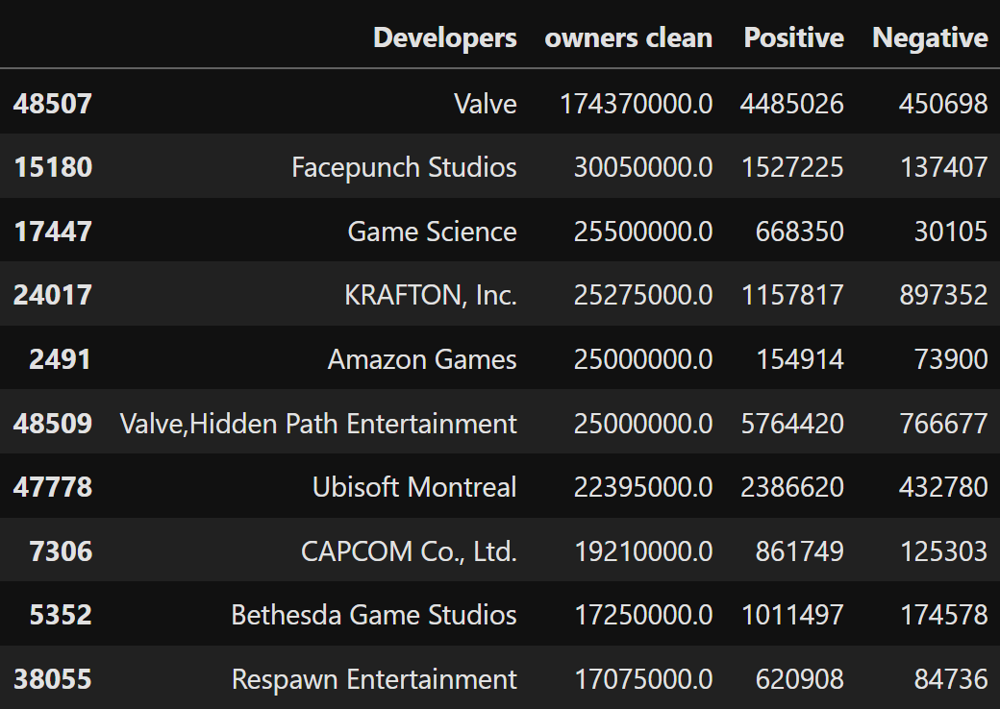 Developers owners clean Positive Negative
48507 Valve 174370000.0 4485026 450698
15180 Facepunch Studios 30050000.0 1527225 137407
17447 Game Science 25500000.0 668350 30105
24017 KRAFTON, Inc. 25275000.0 1157817 897352
2491 Amazon Games 25000000.0 154914 73900
48509 Valve,Hidden Path Entertainment 25000000.0 5764420 766677
47778 Ubisoft Montreal 22395000.0 2386620 432780
7306 CAPCOM Co., Ltd. 19210000.0 861749 125303
5352 Bethesda Game Studios 17250000.0 1011497 174578
38055 Respawn Entertainment 17075000.0 620908 84736